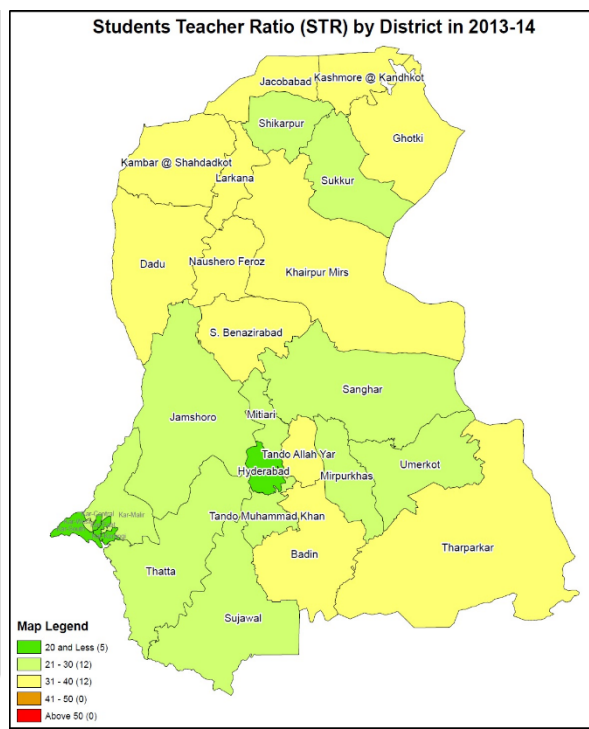 Students Teacher Ratio (STR) by District in 2013-14
Jacobabad
Kashmore @ Kandhkot
Shikarpur
Ghotki
Kambar @ Shahdadkot
Larkana
Sukkur
Dadu
Naushero Feroz
Khairpur Mirs
S. Benazirabad
Sanghar
Jamshoro
Mitiari
Tando Allah Yar
Hyderabad
Mirpurkhas
Umerkot
Kar-Male
Tando Muhammad Khan
Badin
Tharparkar
Thatta
Sujawal
Map Legend
20 and Less (5)
21 - 30 (12)
31 - 40 (12)
41 - 50 (0)
Above 50 (0)